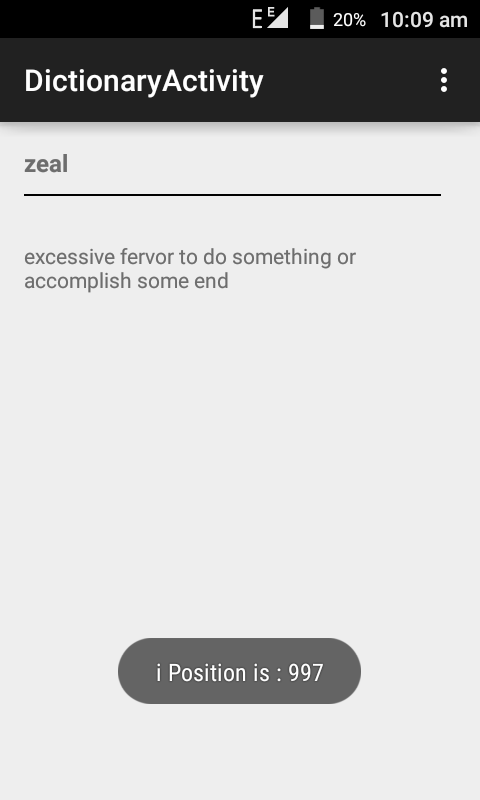 E E 20% 10:09 am
DictionaryActivity
zeal
excessive fervor to do something or
accomplish some end
i Position is : 997